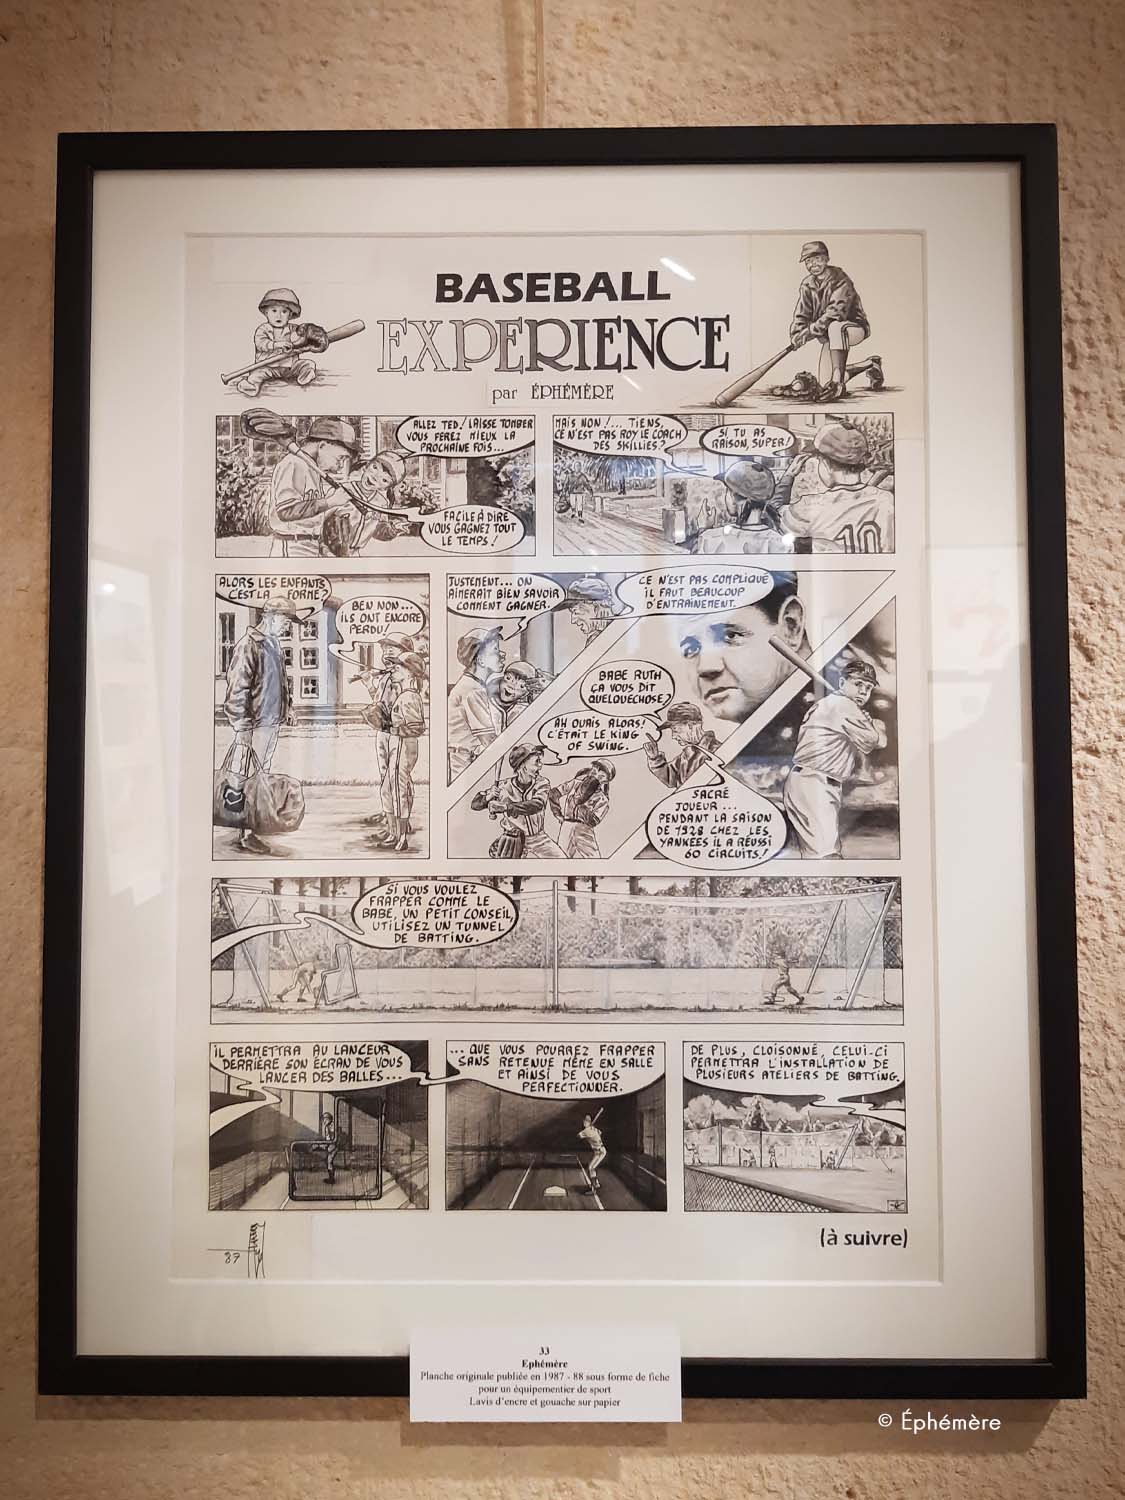 BASEBALL
EXPERIENCE
par ÉPHÉMÈRE
ALLEZ TED! LAISSE TOMBER
VOUS FEREZ MIEUX LA
PROCHAINE FOIS...
FACILE À DIRE
VOUS GAGNEZ TOUT
LE TEMPS!
MAIS NON!... TIENS,
CE N'EST PAS ROY LE COACH
DES SKILLIES?
SI TU AS
RAISON, SUPER!
10
ALORS LES ENFANTS
C'EST LA FORME?
BEN NON...
ILS ONT ENCORE
PERDU!
JUSTEMENT... ON
AIMERAIT BIEN SAVOIR
COMMENT GAGNER.
CE N'EST PAS COMPLIQUÉ
IL FAUT BEAUCOUP
D'ENTRAINEMENT.
BABE RUTH
ÇA VOUS DIT
QUELQUECHOSE?
AH OUAIS ALORS!
C'ÉTAIT LE KING
OF SWING.
SACRÉ
JOUEUR...
PENDANT LA SAISON
DE 1928 CHEZ LES
YANKEES IL A RÉUSSI
60 CIRCUITS!
SI VOUS VOULEZ
FRAPPER COMME LE
BABE, UN PETIT CONSEIL,
UTILISEZ UN TUNNEL
DE BATTING.
IL PERMETTRA AU LANCEUR
DERRIÈRE SON ÉCRAN DE VOUS
LANCER DES BALLES...
... QUE VOUS POURREZ FRAPPER
SANS RETENUE MÊME EN SALLE
ET AINSI DE VOUS
PERFECTIONNER.
DE PLUS, CLOISONNÉ, CELUI-CI
PERMETTRA L'INSTALLATION DE
PLUSIEURS ATELIERS DE BATTING.
(à suivre)
87
33
Ephémère
Planche originale publiée en 1987 - 88 sous forme de fiche
pour un équipementier de sport
Lavis d'encre et gouache sur papier
© Éphémère